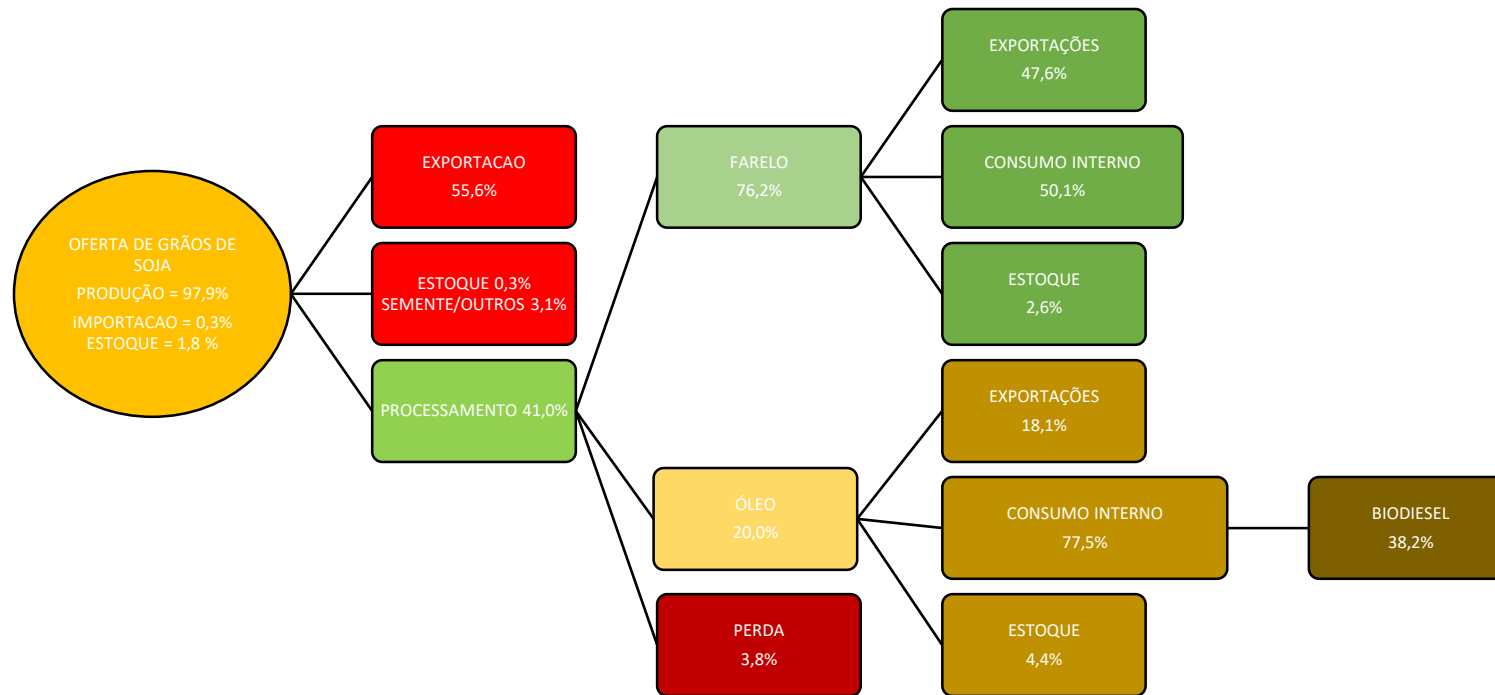 OFERTA DE GRÃOS DE
SOJA
PRODUÇÃO = 97,9%
iMPORTACAO = 0,3%
ESTOQUE = 1,8 %
EXPORTACAO
55,6%
ESTOQUE 0,3%
SEMENTE/OUTROS 3,1%
PROCESSAMENTO 41,0%
FARELO
76,2%
ÓLEO
20,0%
PERDA
3,8%
EXPORTAÇÕES
47,6%
CONSUMO INTERNO
50,1%
ESTOQUE
2,6%
EXPORTAÇÕES
18,1%
CONSUMO INTERNO
77,5%
ESTOQUE
4,4%
BIODIESEL
38,2%